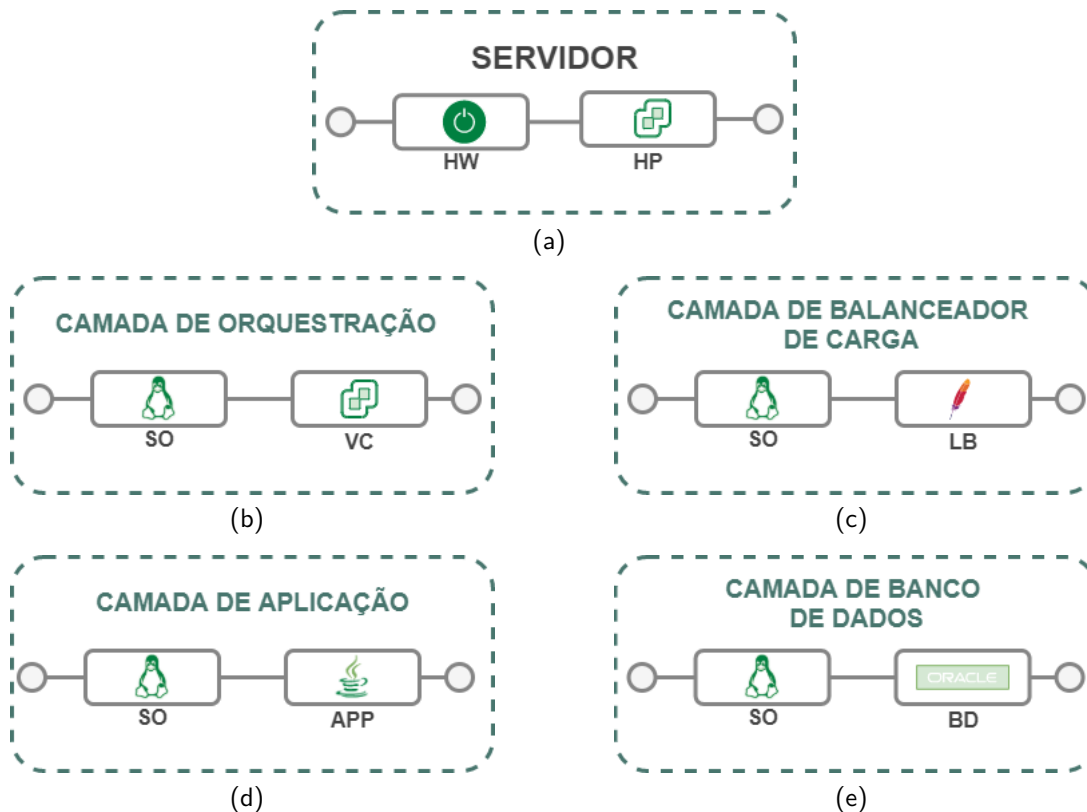 SERVIDOR
HW HP
(a)
CAMADA DE ORQUESTRAÇÃO
SO VC
(b)
CAMADA DE BALANCEADOR
DE CARGA
SO LB
(c)
CAMADA DE APLICAÇÃO
SO APP
(d)
CAMADA DE BANCO
DE DADOS
ORACLE
SO BD
(e)